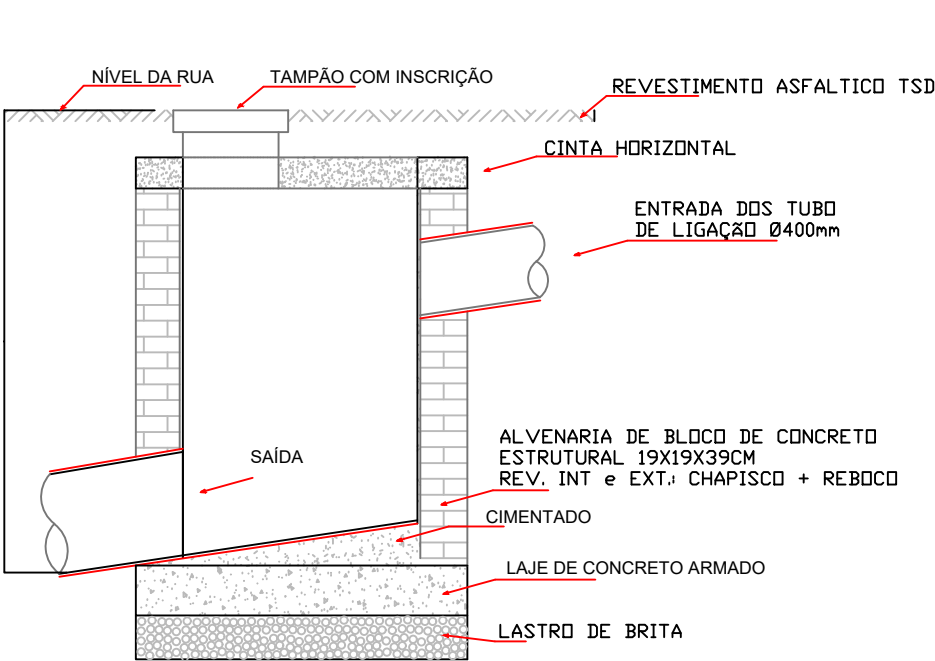 NÍVEL DA RUA
TAMPÃO COM INSCRIÇÃO
REVESTIMENTO ASFALTICO TSD
CINTA HORIZONTAL
ENTRADA DOS TUBO
DE LIGAÇÃO Ø400mm
ALVENARIA DE BLOCO DE CONCRETO
ESTRUTURAL 19X19X39CM
REV. INT e EXT.: CHAPISCO + REBOCO
SAÍDA
CIMENTADO
LAJE DE CONCRETO ARMADO
LASTRO DE BRITA